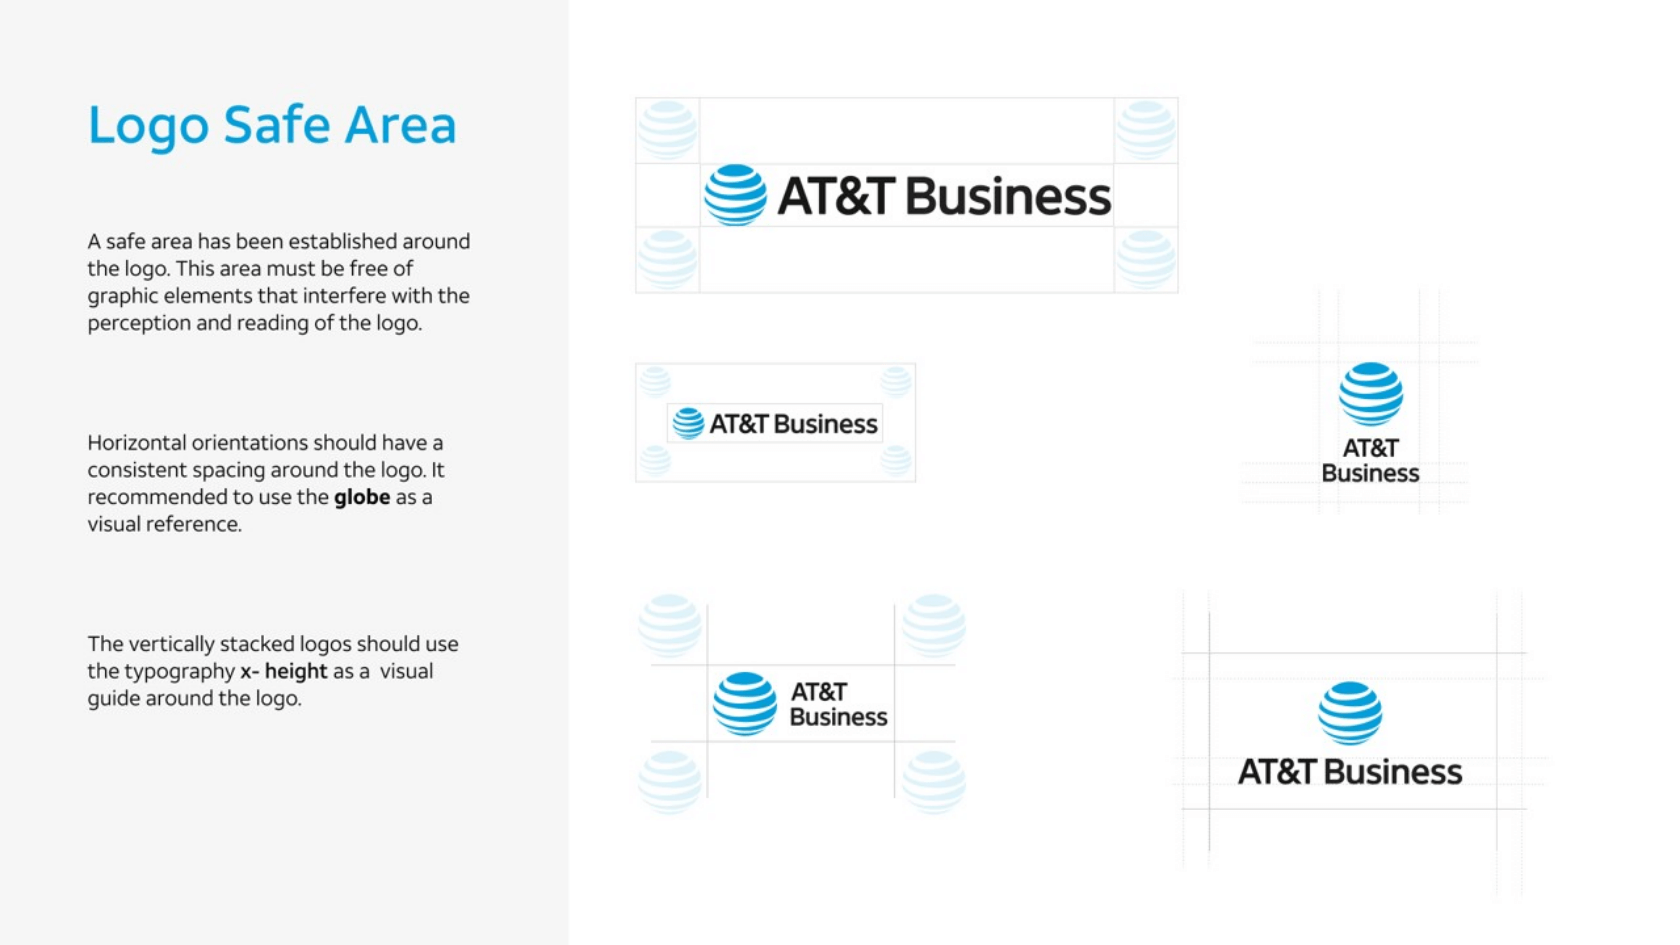 Logo Safe Area
A safe area has been established around
the logo. This area must be free of
graphic elements that interfere with the
perception and reading of the logo.
Horizontal orientations should have a
consistent spacing around the logo. It
recommended to use the globe as a
visual reference.
The vertically stacked logos should use
the typography x- height as a  visual
guide around the logo.
AT&T Business
AT&T Business
AT&T
Business
AT&T
Business
AT&T Business